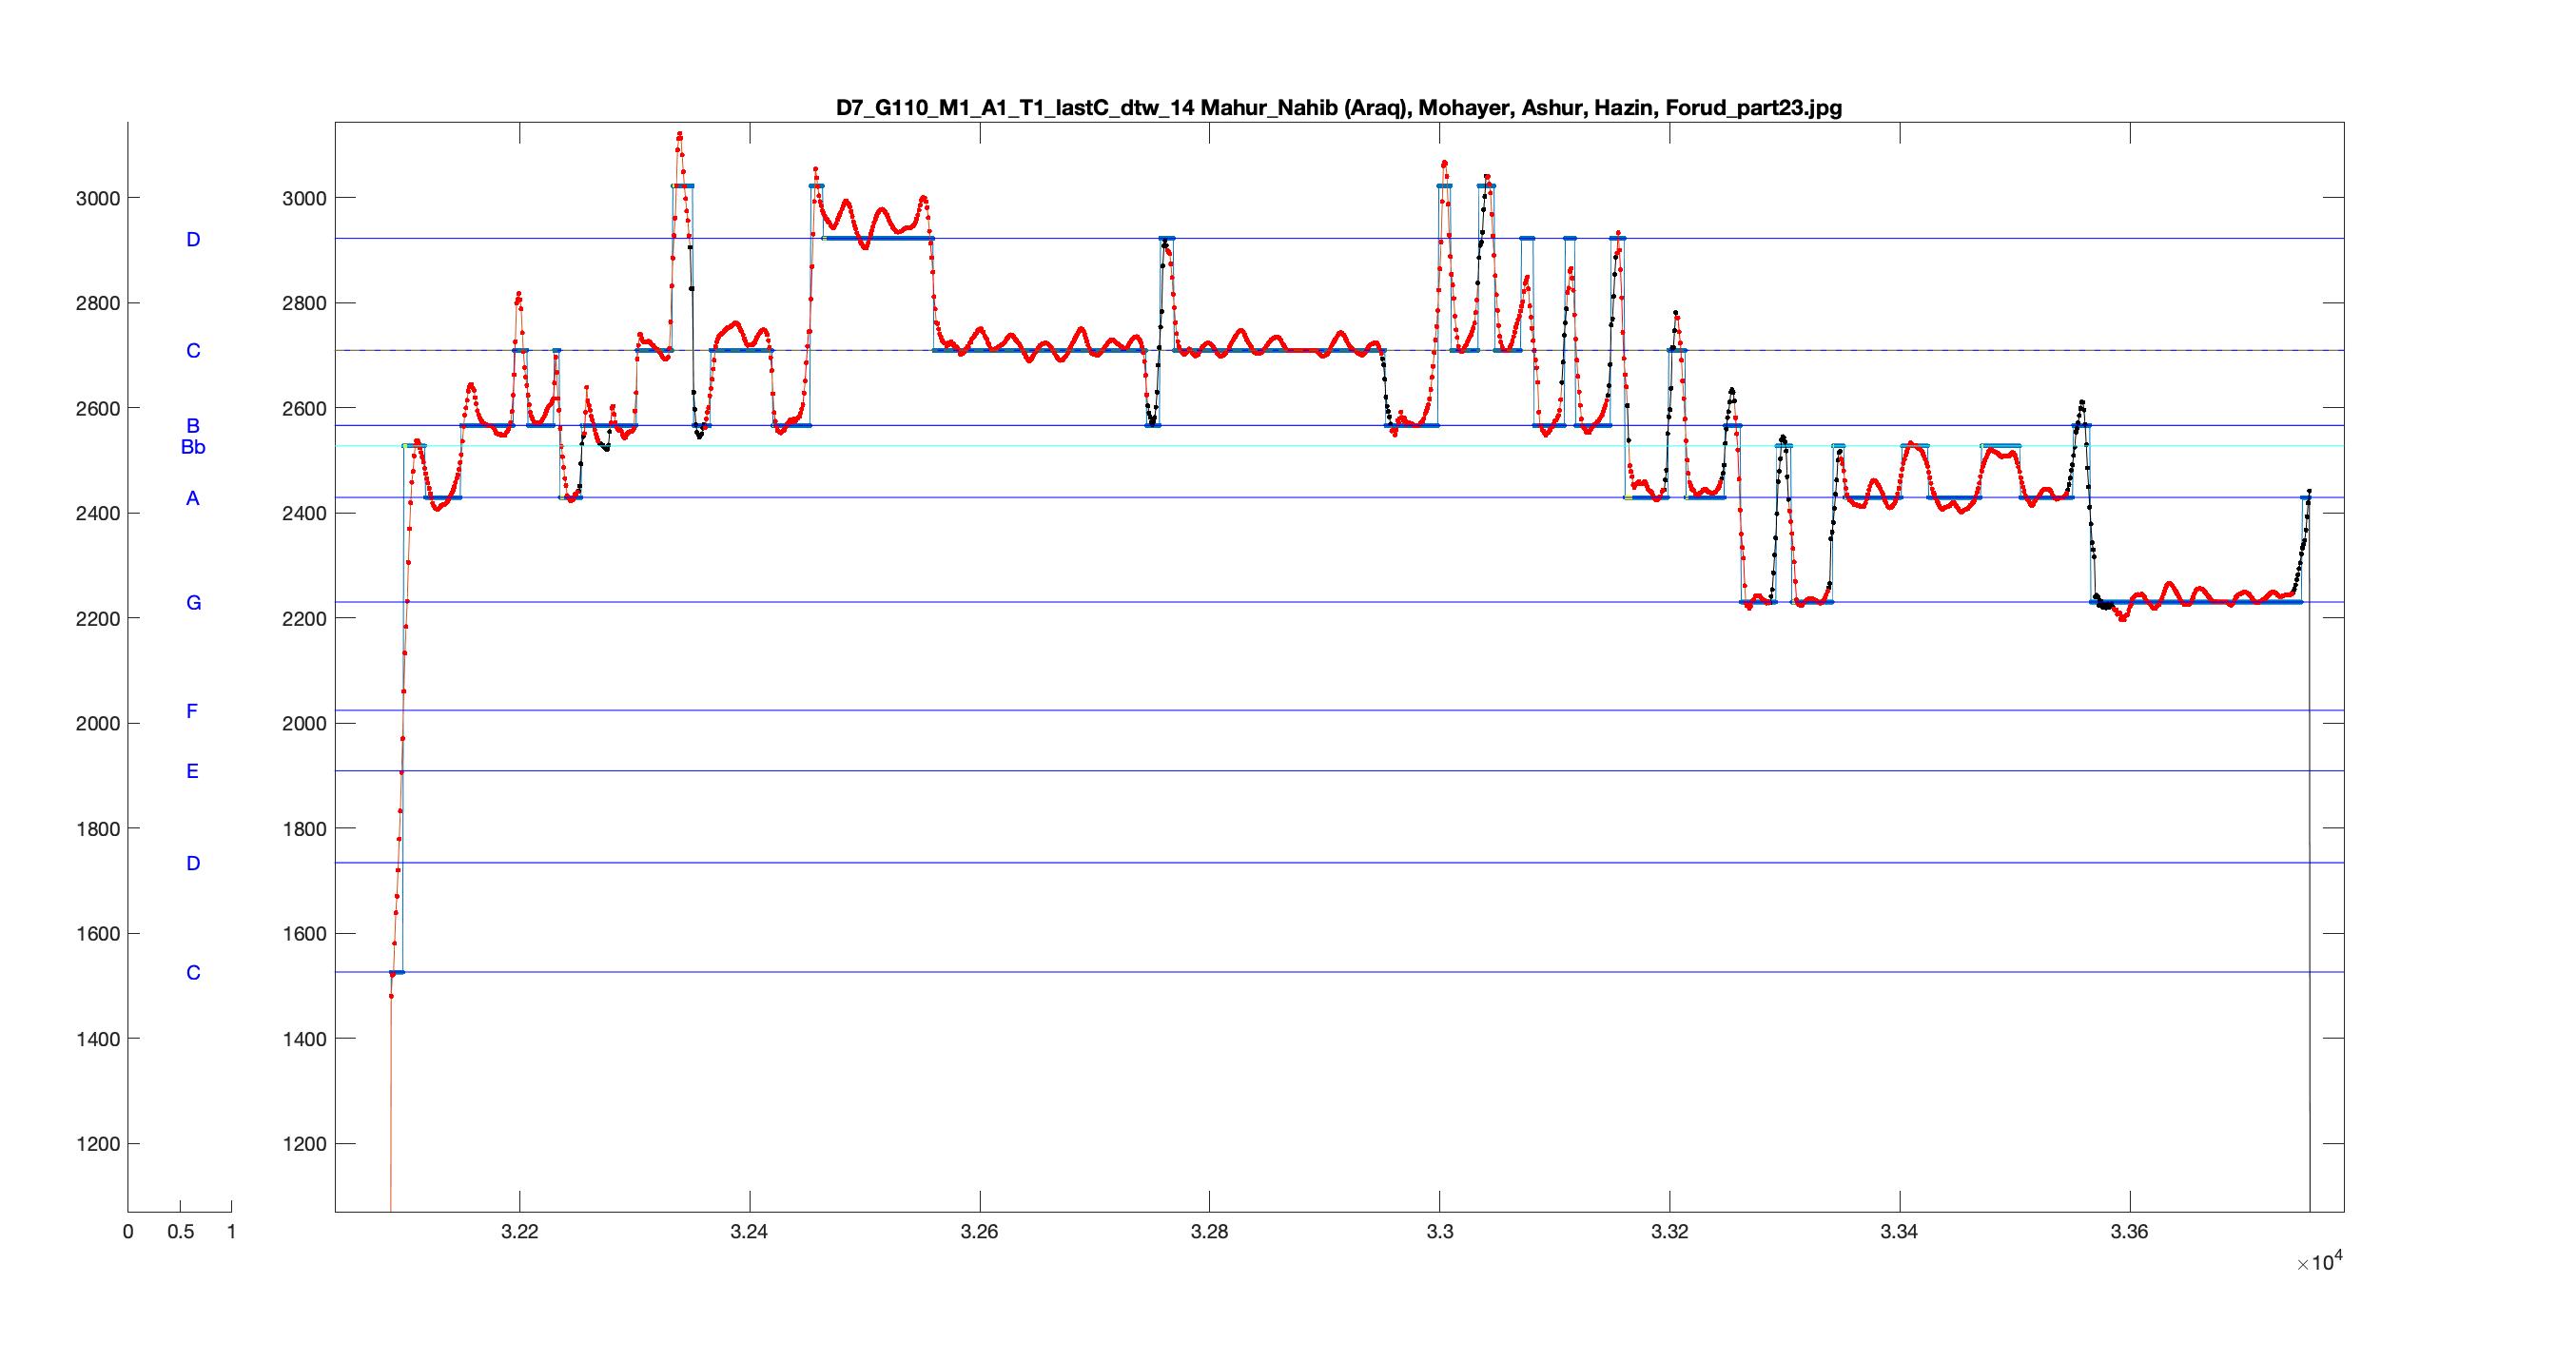 D7_G110_M1_A1_T1_lastC_dtw_14 Mahur_Nahib (Araq), Mohayer, Ashur, Hazin, Forud_part23.jpg
3000
2800
2600
2400
2200
2000
1800
1600
1400
1200
0 0.5 1
D
C
B
Bb
A
G
F
E
D
C
3000
2800
2600
2400
2200
2000
1800
1600
1400
1200
3.22 3.24 3.26 3.28 3.3 3.32 3.34 3.36
×10^4